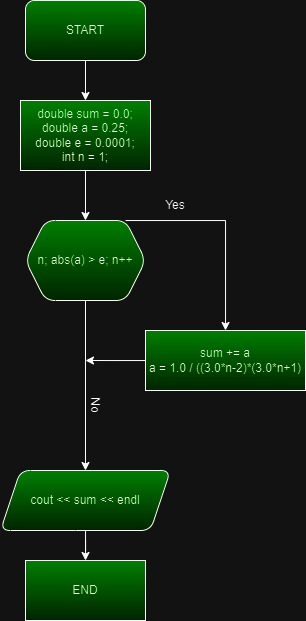 START
double sum = 0.0;
double a = 0.25;
double e = 0.0001;
int n = 1;
Yes
n; abs(a) > e; n++
sum += a
a = 1.0 / ((3.0*n-2)*(3.0*n+1)
No
cout << sum << endl
END